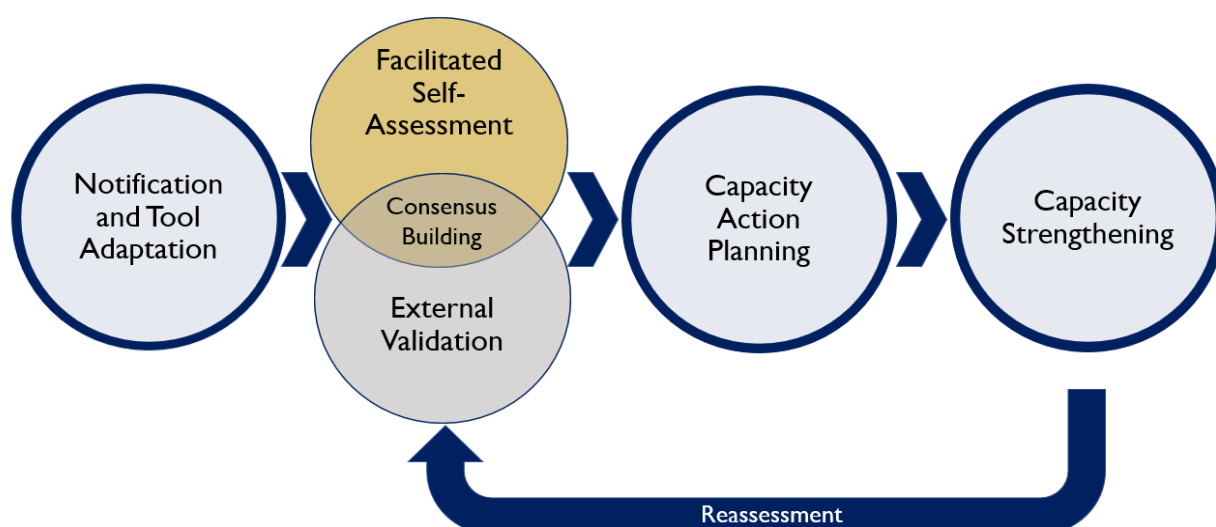 Notification
and Tool
Adaptation
Facilitated
Self-
Assessment
Consensus
Building
External
Validation
Capacity
Action
Planning
Capacity
Strengthening
Reassessment